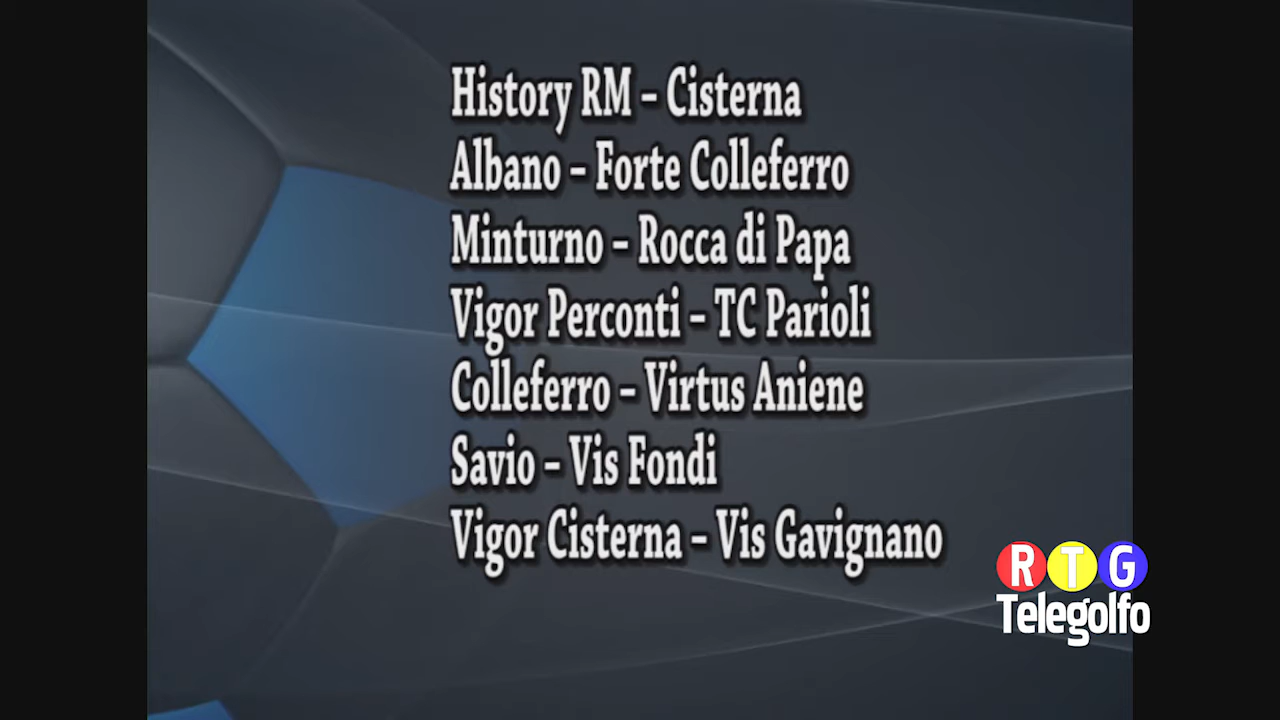 History RM – Cisterna
Albano – Forte Colleferro
Minturno – Rocca di Papa
Vigor Perconti – TC Parioli
Colleferro – Virtus Aniene
Savio – Vis Fondi
Vigor Cisterna – Vis Gavignano
RTG
Telegolfo